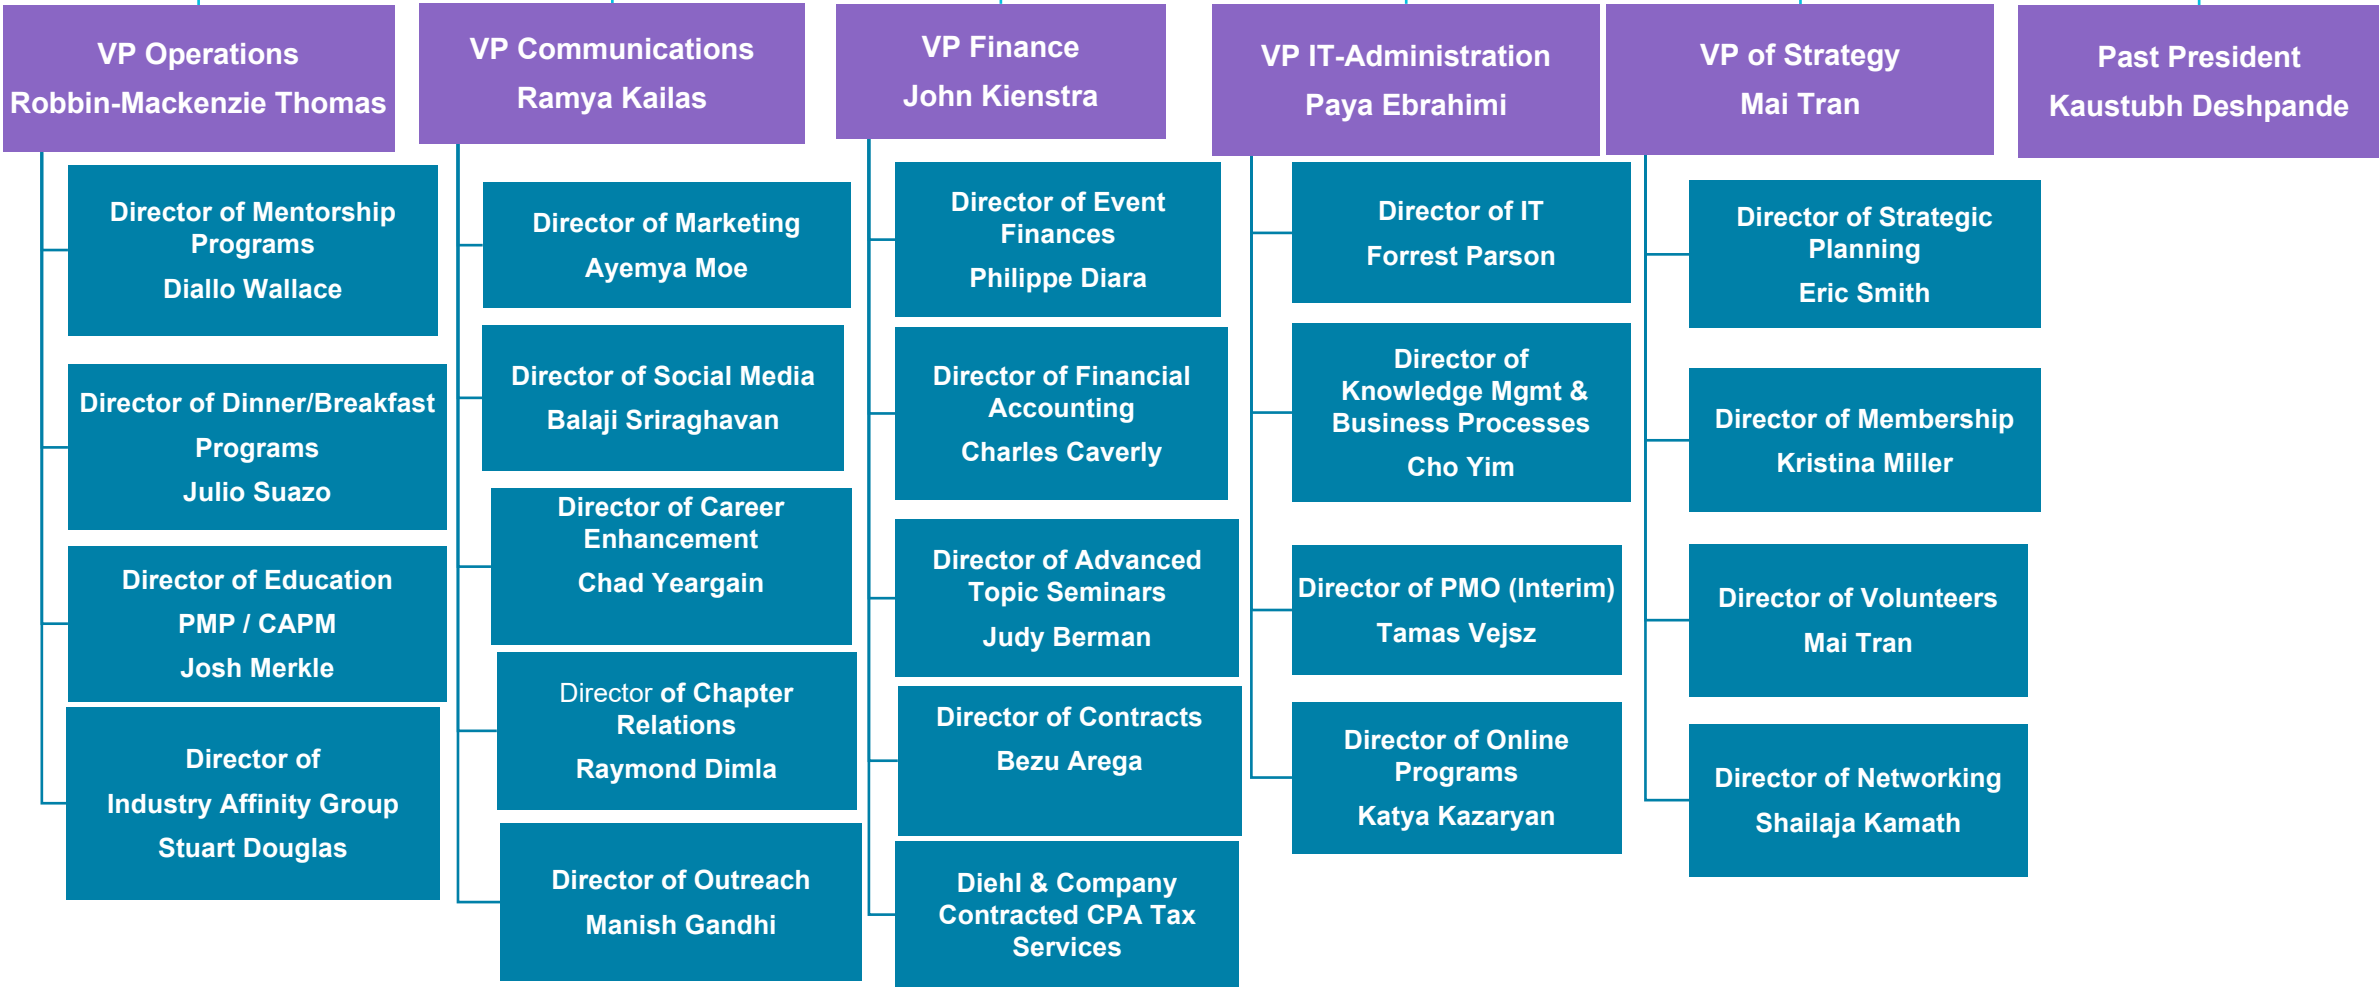 VP Operations
Robbin-Mackenzie Thomas
Director of Mentorship
Programs
Diallo Wallace
Director of Dinner/Breakfast
Programs
Julio Suazo
Director of Education
PMP / CAPM
Josh Merkle
Director of
Industry Affinity Group
Stuart Douglas
VP Communications
Ramya Kailas
Director of Marketing
Ayemya Moe
Director of Social Media
Balaji Sriraghavan
Director of Career
Enhancement
Chad Yeargain
Director of Chapter
Relations
Raymond Dimla
Director of Outreach
Manish Gandhi
VP Finance
John Kienstra
Director of Event
Finances
Philippe Diara
Director of Financial
Accounting
Charles Caverly
Director of Advanced
Topic Seminars
Judy Berman
Director of Contracts
Bezu Arega
Diehl & Company
Contracted CPA Tax
Services
VP IT-Administration
Paya Ebrahimi
Director of IT
Forrest Parson
Director of
Knowledge Mgmt &
Business Processes
Cho Yim
Director of PMO (Interim)
Tamas Vejsz
Director of Online
Programs
Katya Kazaryan
VP of Strategy
Mai Tran
Director of Strategic
Planning
Eric Smith
Director of Membership
Kristina Miller
Director of Volunteers
Mai Tran
Director of Networking
Shailaja Kamath
Past President
Kaustubh Deshpande